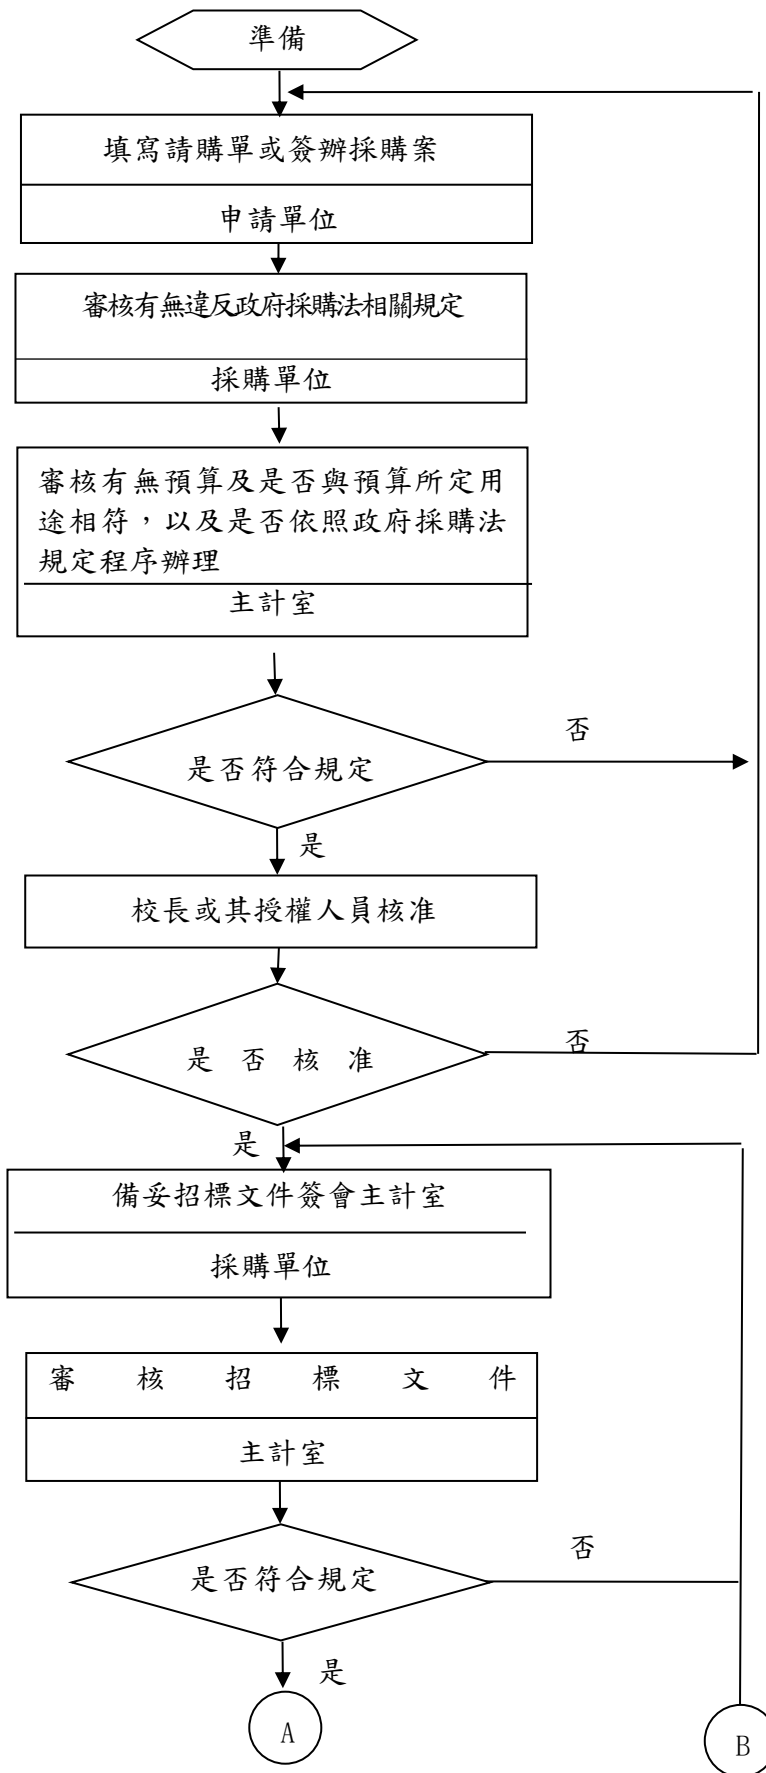 準備
填寫請購單或簽辦採購案
申請單位
審核有無違反政府採購法相關規定
採購單位
審核有無預算及是否與預算所定用
途相符，以及是否依照政府採購法
規定程序辦理
主計室
否
是否符合規定
是
校長或其授權人員核准
否
是否核准
是
備妥招標文件簽會主計室
採購單位
審核招標文件
主計室
否
是否符合規定
是
A
B